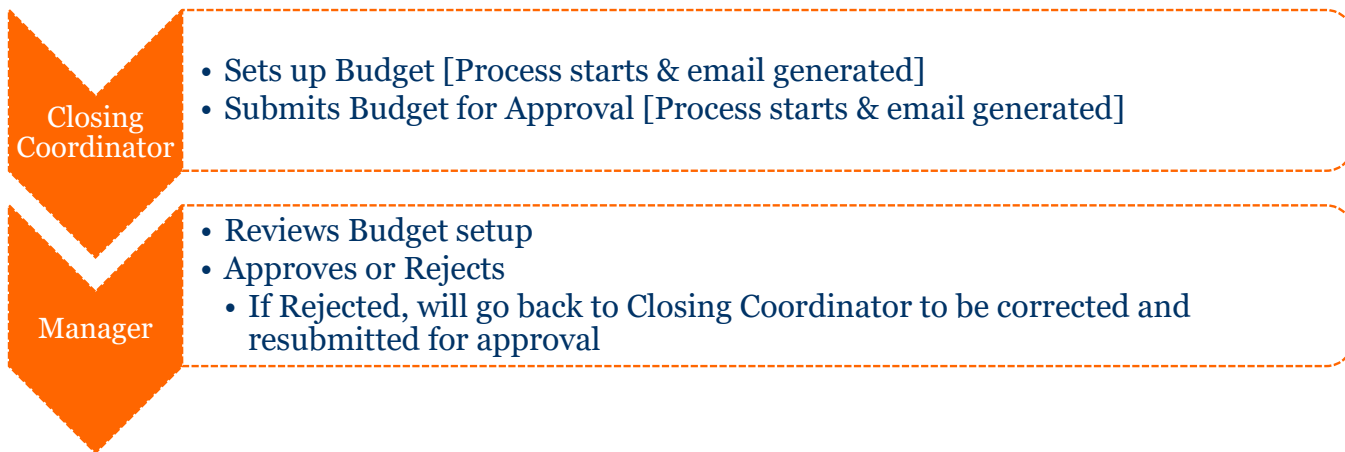 Closing
Coordinator
• Sets up Budget [Process starts & email generated]
• Submits Budget for Approval [Process starts & email generated]
Manager
• Reviews Budget setup
• Approves or Rejects
• If Rejected, will go back to Closing Coordinator to be corrected and
resubmitted for approval